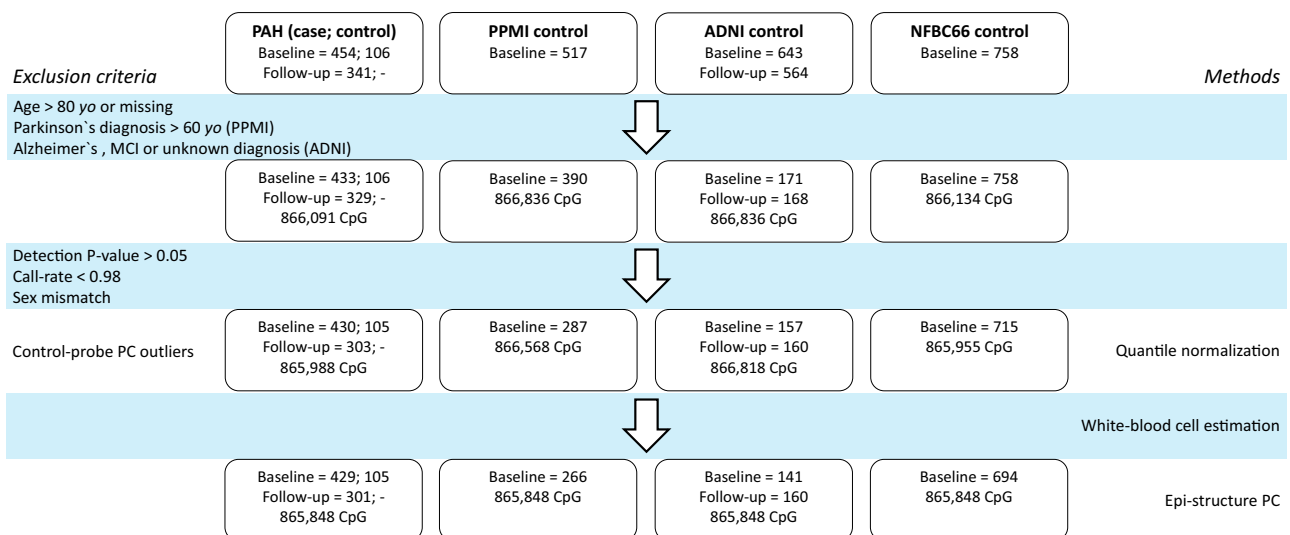 PAH (case; control)
Baseline = 454; 106
Follow-up = 341; -
PPMI control
Baseline = 517
ADNI control
Baseline = 643
Follow-up = 564
NFBC66 control
Baseline = 758
Exclusion criteria
Methods
Age > 80 yo or missing
Parkinson`s diagnosis > 60 yo (PPMI)
Alzheimer`s , MCI or unknown diagnosis (ADNI)
Baseline = 433; 106
Follow-up = 329; -
866,091 CpG
Baseline = 390
866,836 CpG
Baseline = 171
Follow-up = 168
866,836 CpG
Baseline = 758
866,134 CpG
Detection P-value > 0.05
Call-rate < 0.98
Sex mismatch
Control-probe PC outliers
Baseline = 430; 105
Follow-up = 303; -
865,988 CpG
Baseline = 287
866,568 CpG
Baseline = 157
Follow-up = 160
866,818 CpG
Baseline = 715
865,955 CpG
Quantile normalization
White-blood cell estimation
Baseline = 429; 105
Follow-up = 301; -
865,848 CpG
Baseline = 266
865,848 CpG
Baseline = 141
Follow-up = 160
865,848 CpG
Baseline = 694
865,848 CpG
Epi-structure PC